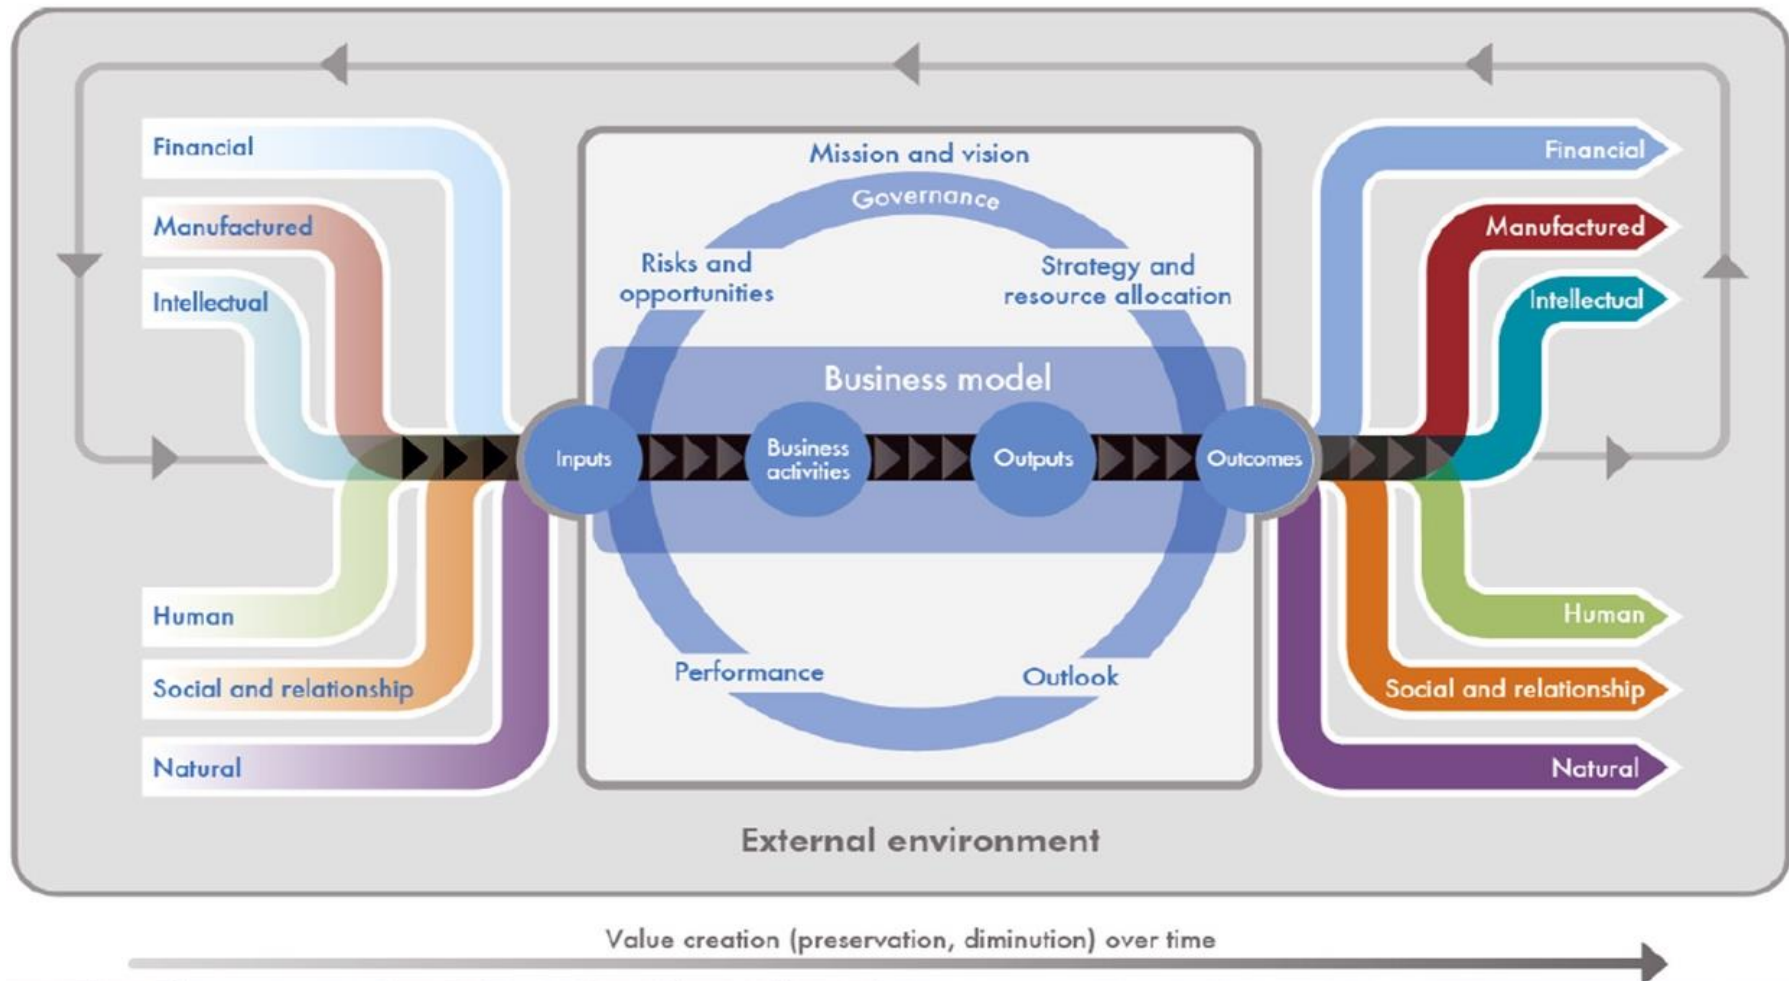 Financial
Manufactured
Intellectual
Human
Social and relationship
Natural
Mission and vision
Governance
Risks and
opportunities
Strategy and
resource allocation
Business model
Inputs
Business
activities
Outputs
Outcomes
Performance
Outlook
Financial
Manufactured
Intellectual
Human
Social and relationship
Natural
External environment
Value creation (preservation, diminution) over time